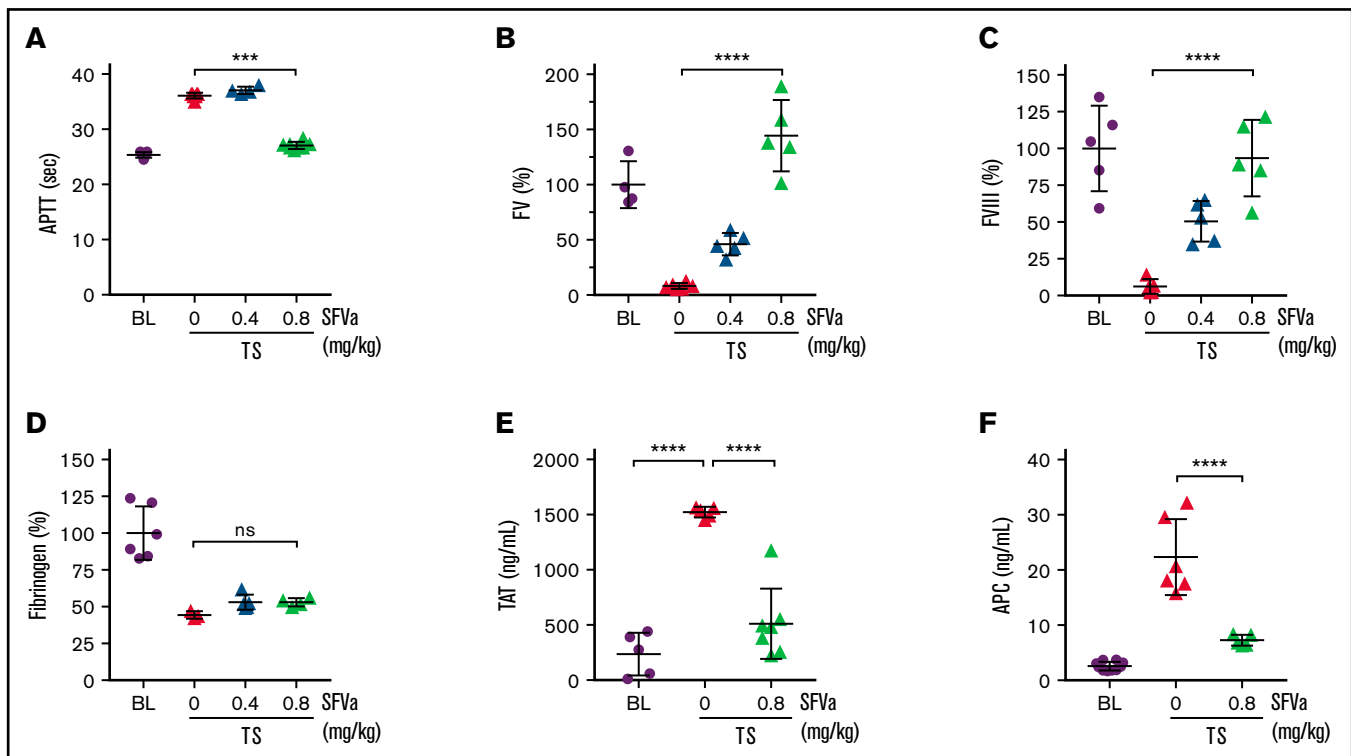 A
***
APTT (sec)
40
30
20
10
0
BL
0
0.4
0.8
SFVa
(mg/kg)
TS
B
****
FV (%)
200
150
100
50
0
BL
0
0.4
0.8
SFVa
(mg/kg)
TS
C
****
FVIII (%)
150
125
100
75
50
25
0
BL
0
0.4
0.8
SFVa
(mg/kg)
TS
D
ns
Fibrinogen (%)
150
125
100
75
50
25
0
BL
0
0.4
0.8
SFVa
(mg/kg)
TS
E
**** ****
TAT (ng/mL)
2000
1500
1000
500
0
BL
0
0.8
SFVa
(mg/kg)
TS
F
****
APC (ng/mL)
40
30
20
10
0
BL
0
0.8
SFVa
(mg/kg)
TS